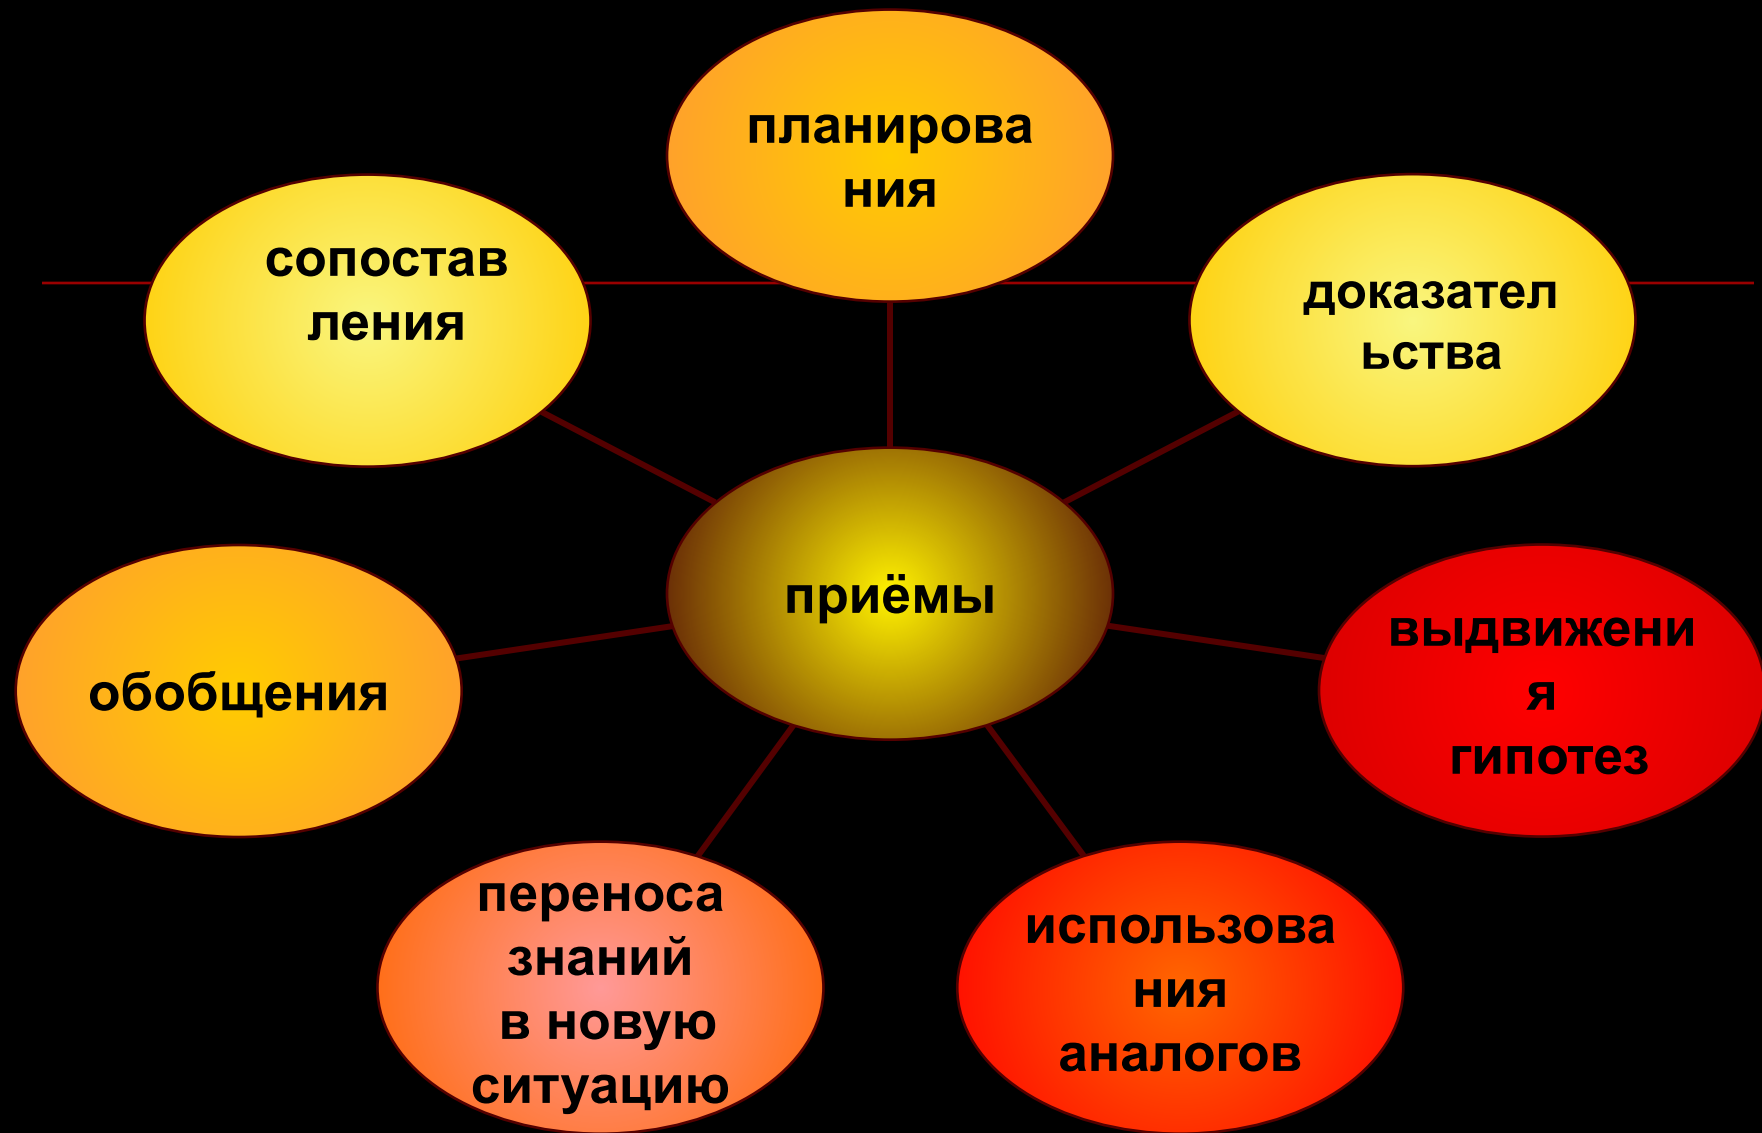 планирова
ния
сопостав
ления
доказател
ьства
приёмы
обобщения
выдвижени
я
гипотез
переноса
знаний
в новую
ситуацию
использова
ния
аналогов